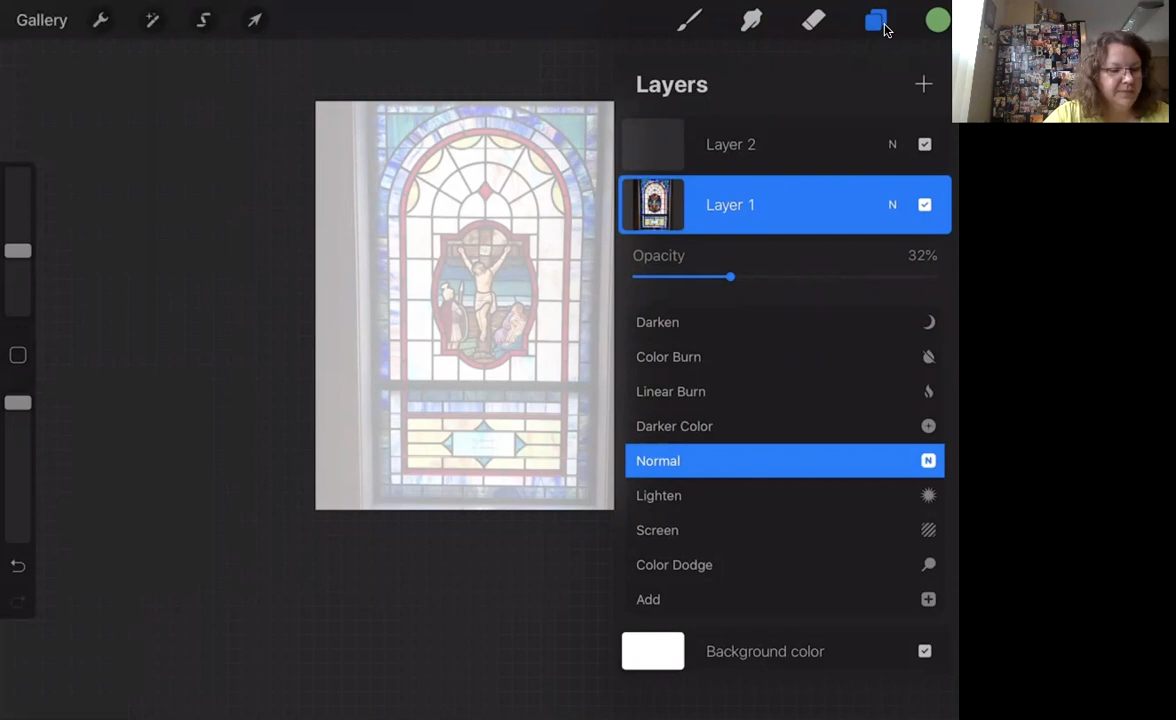 Gallery
Layers
Layer 2 N
Layer 1 N
Opacity 32%
Darken
Color Burn
Linear Burn
Darker Color
Normal N
Lighten
Screen
Color Dodge
Add
Background color